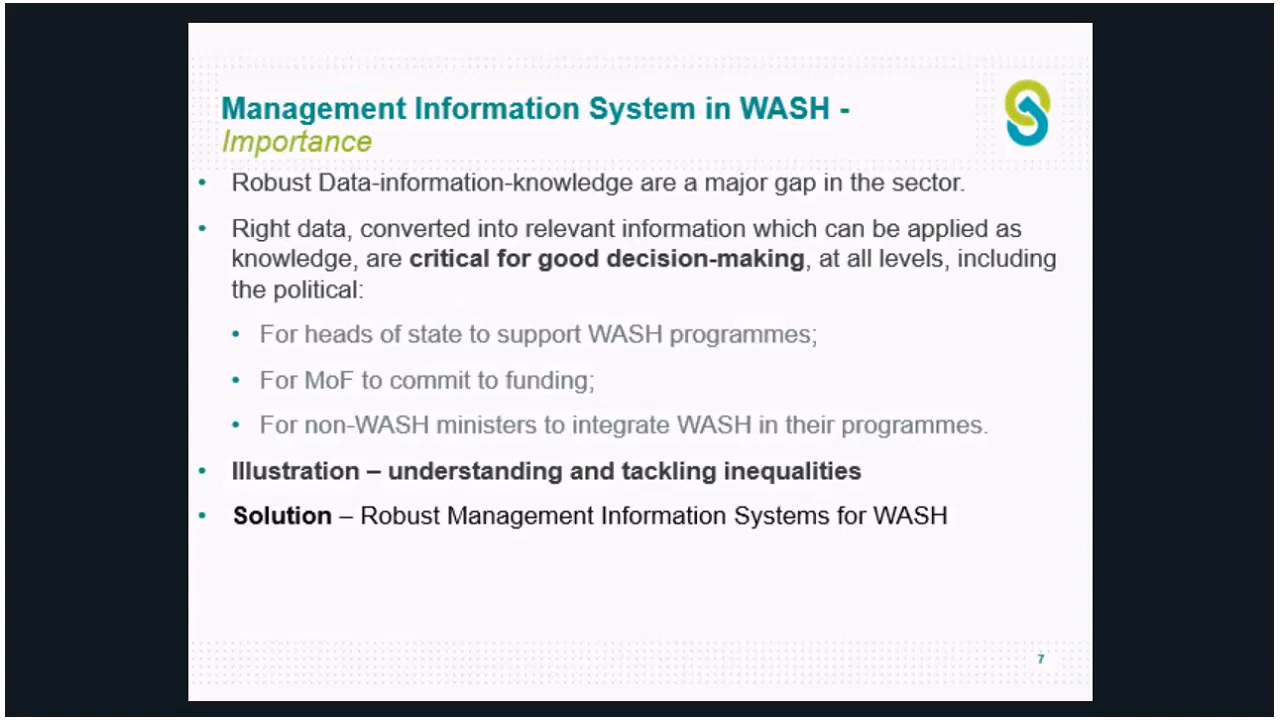 Management Information System in WASH -
Importance
• Robust Data-information-knowledge are a major gap in the sector.
• Right data, converted into relevant information which can be applied as
knowledge, are critical for good decision-making, at all levels, including
the political:
• For heads of state to support WASH programmes;
• For MoF to commit to funding;
• For non-WASH ministers to integrate WASH in their programmes.
• Illustration – understanding and tackling inequalities
• Solution – Robust Management Information Systems for WASH
7